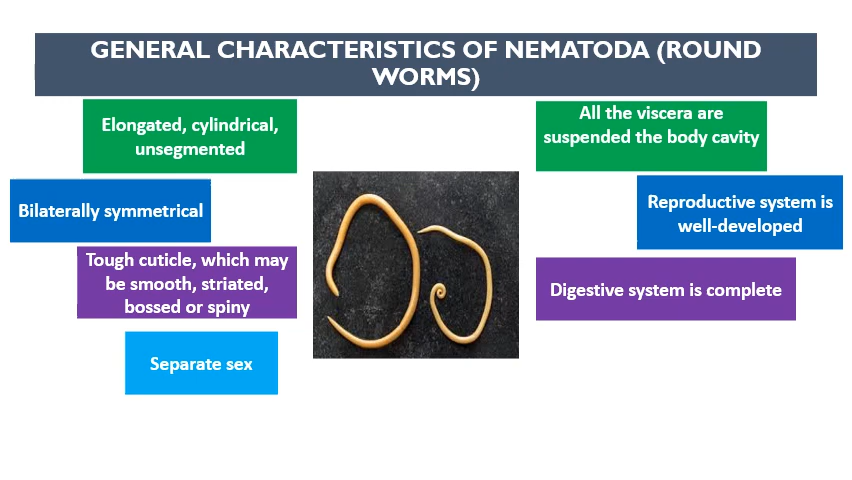 GENERAL CHARACTERISTICS OF NEMATODA (ROUND
WORMS)
Elongated, cylindrical,
unsegmented
Bilaterally symmetrical
Tough cuticle, which may
be smooth, striated,
bossed or spiny
Separate sex
All the viscera are
suspended the body cavity
Reproductive system is
well-developed
Digestive system is complete